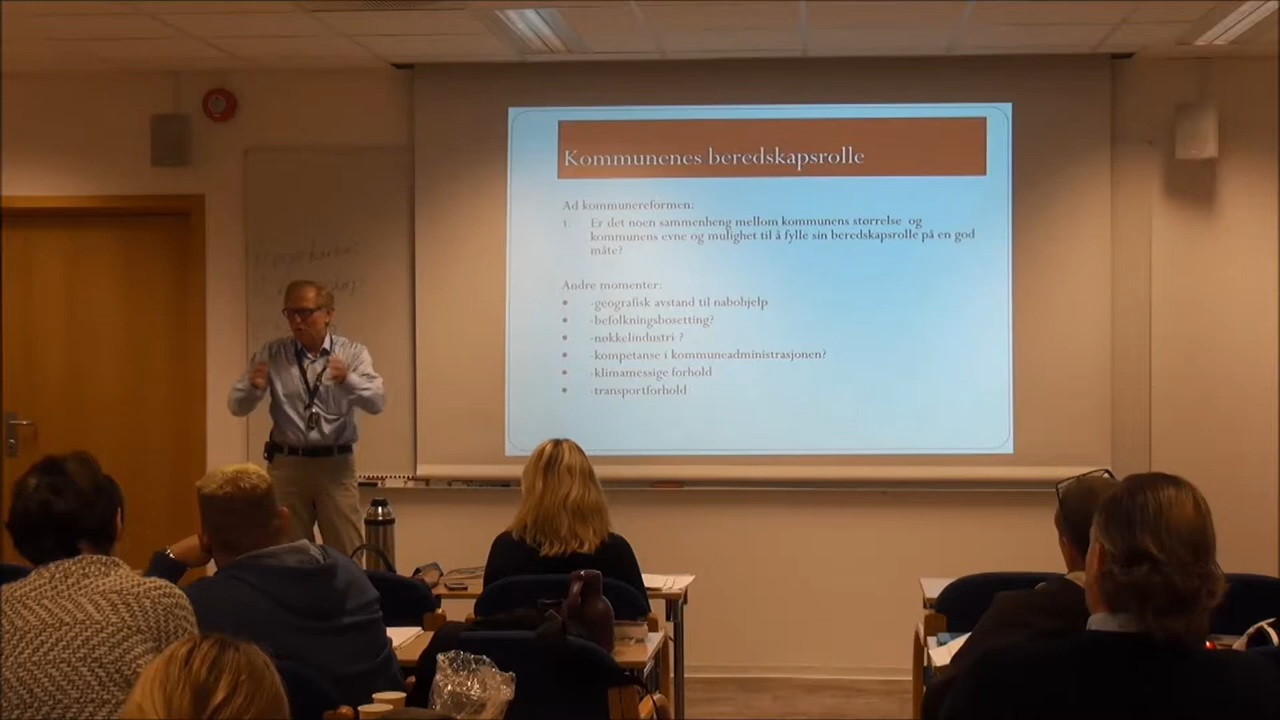 Kommunenes beredskapsrolle
Ad kommunereformen:
1. Er det noen sammenheng mellom kommunens størrelse og
kommunens evne og mulighet til å fylle sin beredskapsrolle på en god
måte?
Andre momenter:
• -geografisk avstand til nabohjelp
• -befolkningsbosetting?
• -nøkkelindustri ?
• -kompetanse i kommuneadministrasjonen?
• -klimamessige forhold
• -transportforhold